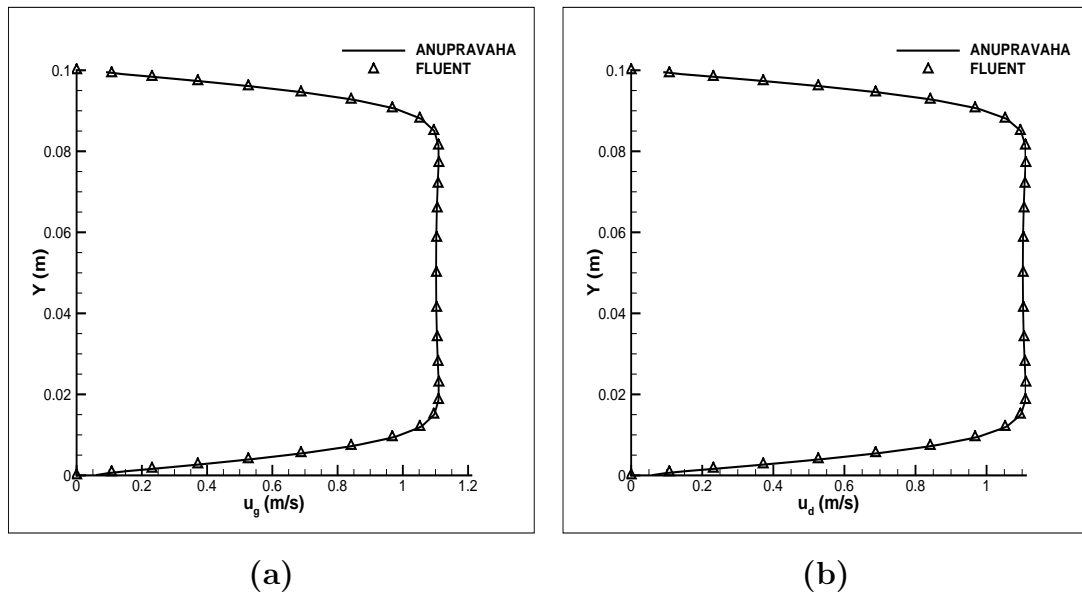 ANUPRAVAHA
FLUENT
0.1
0.08
0.06
0.04
0.02
0
Y (m)
0 0.2 0.4 0.6 0.8 1 1.2
u_g (m/s)
(a)
ANUPRAVAHA
FLUENT
0.1
0.08
0.06
0.04
0.02
0
Y (m)
0 0.2 0.4 0.6 0.8 1
u_d (m/s)
(b)